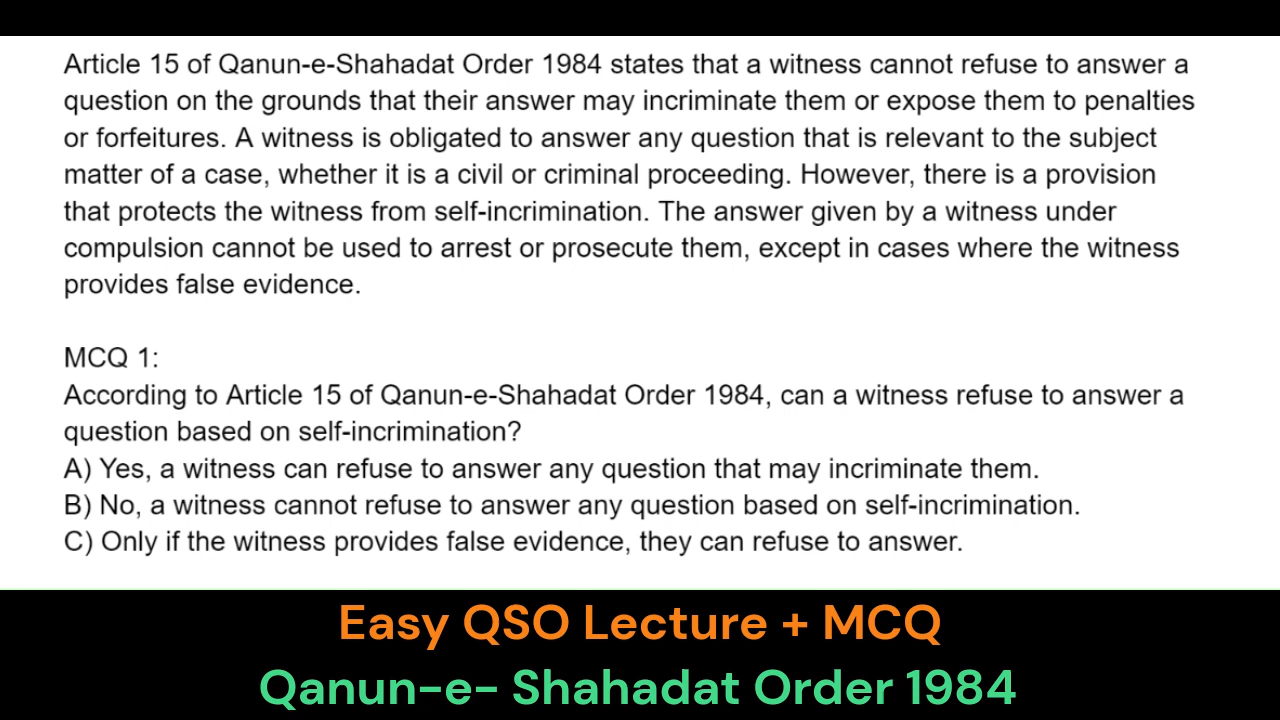 Article 15 of Qanun-e-Shahadat Order 1984 states that a witness cannot refuse to answer a
question on the grounds that their answer may incriminate them or expose them to penalties
or forfeitures. A witness is obligated to answer any question that is relevant to the subject
matter of a case, whether it is a civil or criminal proceeding. However, there is a provision
that protects the witness from self-incrimination. The answer given by a witness under
compulsion cannot be used to arrest or prosecute them, except in cases where the witness
provides false evidence.
MCQ 1:
According to Article 15 of Qanun-e-Shahadat Order 1984, can a witness refuse to answer a
question based on self-incrimination?
A) Yes, a witness can refuse to answer any question that may incriminate them.
B) No, a witness cannot refuse to answer any question based on self-incrimination.
C) Only if the witness provides false evidence, they can refuse to answer.
Easy QSO Lecture + MCQ
Qanun-e- Shahadat Order 1984